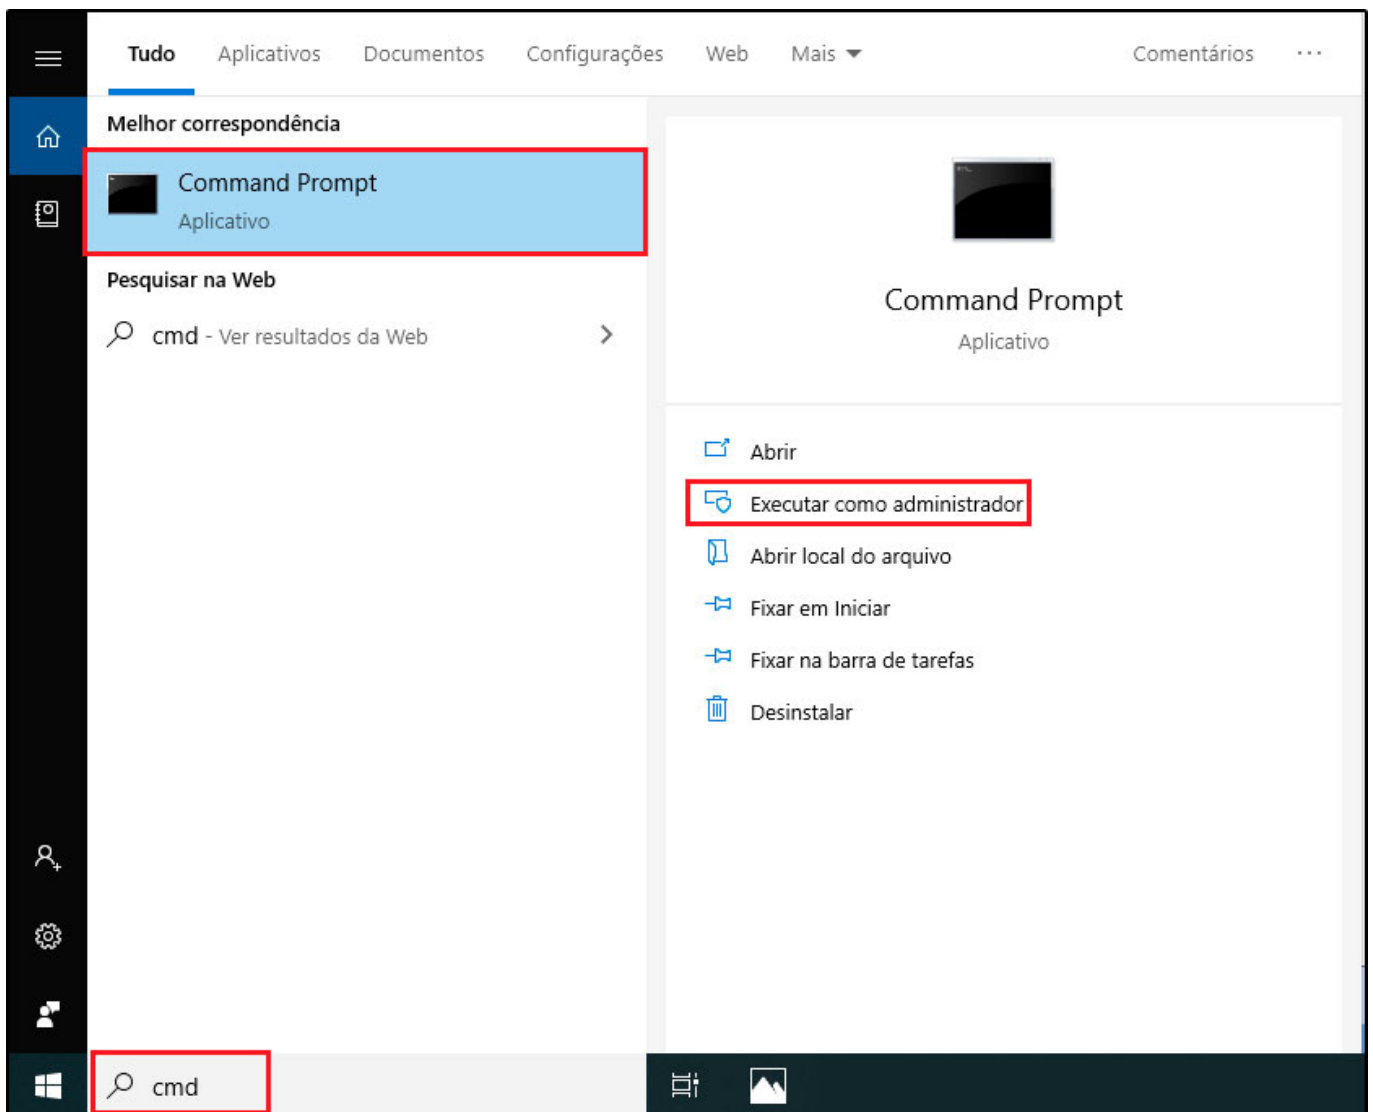 Tudo Aplicativos Documentos Configurações Web Mais Comentários ...
Melhor correspondência
Command Prompt
Aplicativo
Pesquisar na Web
cmd - Ver resultados da Web
Command Prompt
Aplicativo
Abrir
Executar como administrador
Abrir local do arquivo
Fixar em Iniciar
Fixar na barra de tarefas
Desinstalar
cmd